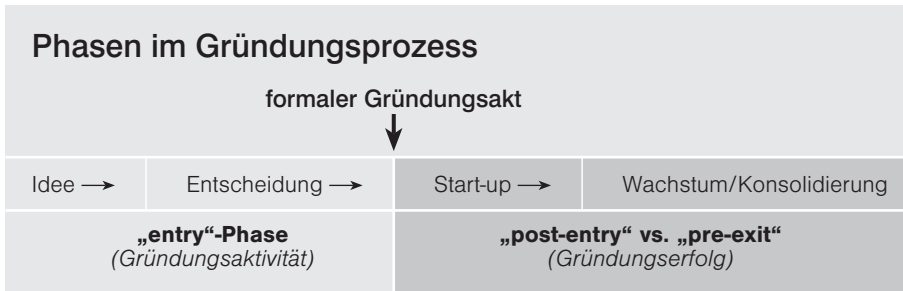 Phasen im Gründungsprozess
formaler Gründungsakt
Idee → Entscheidung → Start-up → Wachstum/Konsolidierung
„entry“-Phase „post-entry“ vs. „pre-exit“
(Gründungsaktivität) (Gründungserfolg)